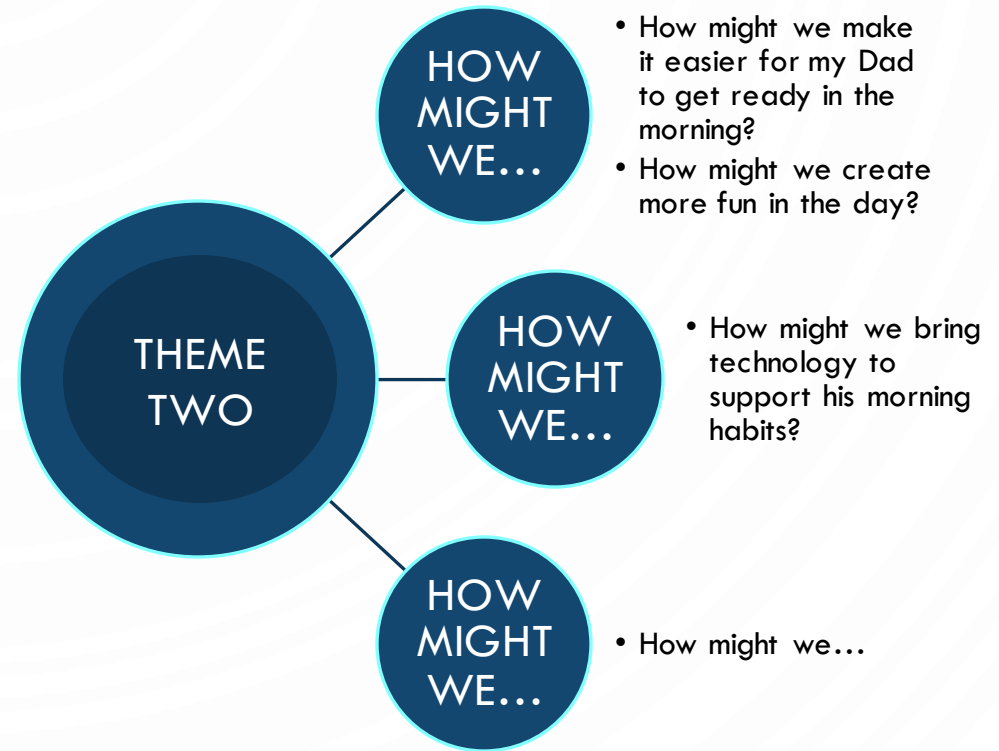 THEME
TWO
HOW
MIGHT
WE...
• How might we make
it easier for my Dad
to get ready in the
morning?
• How might we create
more fun in the day?
HOW
MIGHT
WE...
• How might we bring
technology to
support his morning
habits?
HOW
MIGHT
WE...
• How might we...